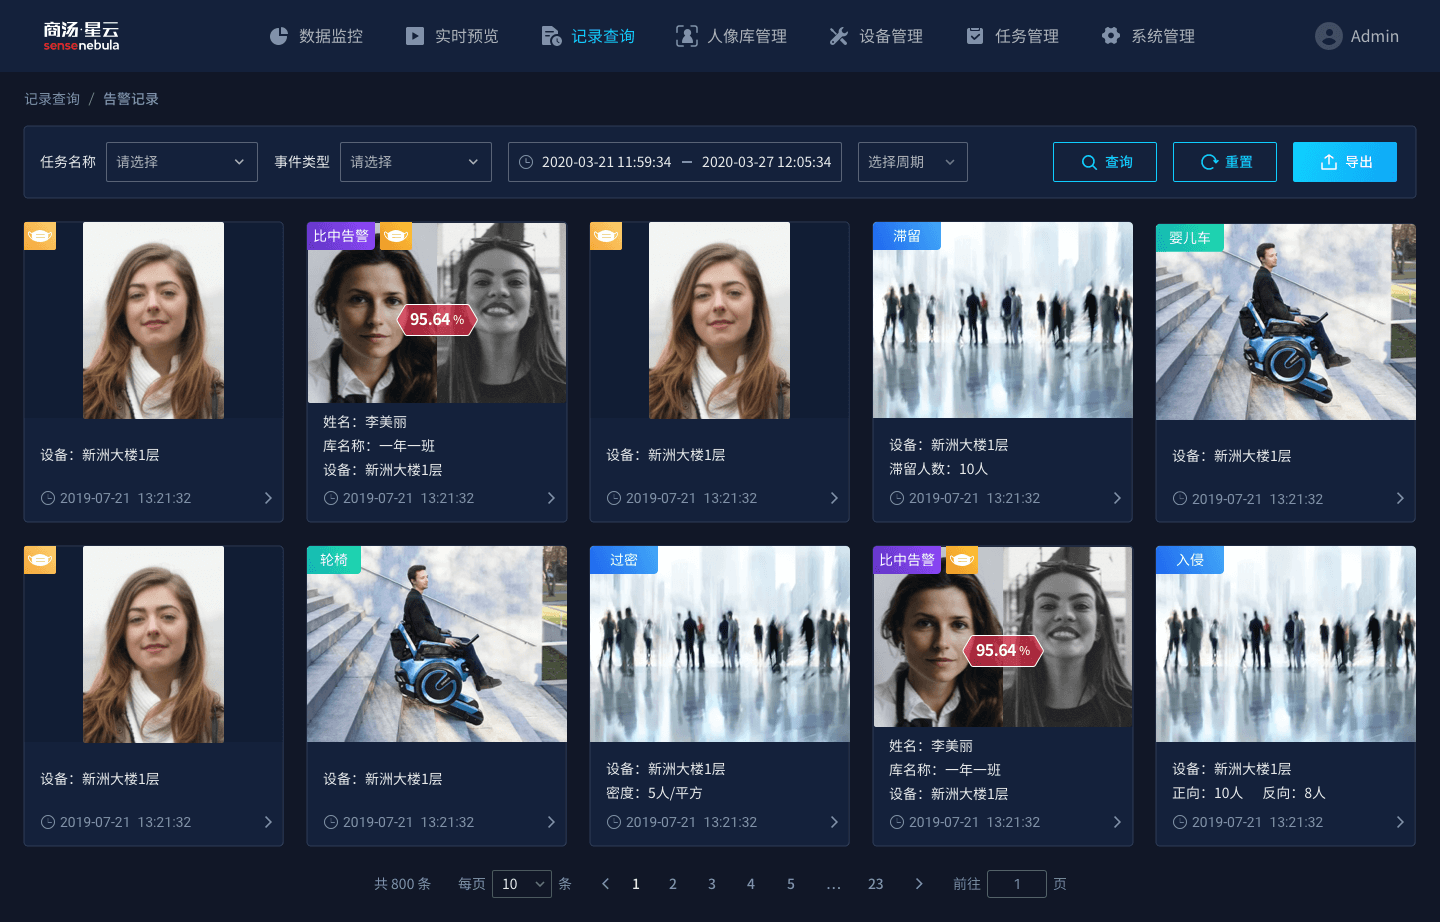 商汤·星云
sensenebula
数据监控 实时预览 记录查询 人像库管理 设备管理 任务管理 系统管理 Admin
记录查询 / 告警记录
任务名称 请选择 事件类型 请选择 2020-03-21 11:59:34 — 2020-03-27 12:05:34 选择周期 查询 重置 导出
比中告警
95.64 %
滞留
婴儿车
设备：新洲大楼1层
2019-07-21 13:21:32
姓名：李美丽
库名称：一年一班
设备：新洲大楼1层
2019-07-21 13:21:32
设备：新洲大楼1层
2019-07-21 13:21:32
设备：新洲大楼1层
滞留人数：10人
2019-07-21 13:21:32
设备：新洲大楼1层
2019-07-21 13:21:32
设备：新洲大楼1层
2019-07-21 13:21:32
轮椅
设备：新洲大楼1层
2019-07-21 13:21:32
过密
设备：新洲大楼1层
密度：5人/平方
2019-07-21 13:21:32
比中告警
95.64 %
姓名：李美丽
库名称：一年一班
设备：新洲大楼1层
2019-07-21 13:21:32
入侵
设备：新洲大楼1层
正向：10人 反向：8人
2019-07-21 13:21:32
共 800 条 每页 10 条 1 2 3 4 5 ... 23 前往 1 页